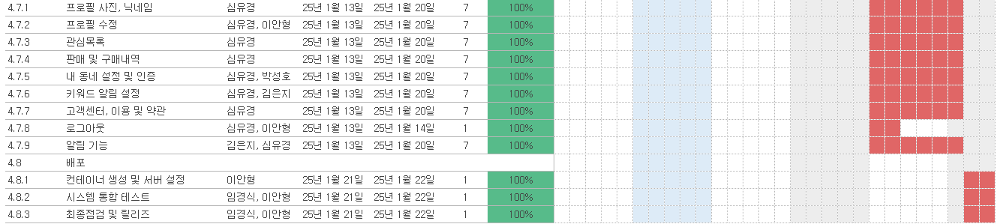 4.7.1 프로필 사진, 닉네임 심유경 25년 1월 13일 25년 1월 20일 7 100%
4.7.2 프로필 수정 심유경, 이안형 25년 1월 13일 25년 1월 20일 7 100%
4.7.3 관심목록 심유경 25년 1월 13일 25년 1월 20일 7 100%
4.7.4 판매 및 구매내역 심유경 25년 1월 13일 25년 1월 20일 7 100%
4.7.5 내 동네 설정 및 인증 심유경, 박성호 25년 1월 13일 25년 1월 20일 7 100%
4.7.6 키워드 알림 설정 심유경, 김은지 25년 1월 13일 25년 1월 20일 7 100%
4.7.7 고객센터, 이용 및 약관 심유경 25년 1월 13일 25년 1월 20일 7 100%
4.7.8 로그아웃 심유경, 이안형 25년 1월 13일 25년 1월 14일 1 100%
4.7.9 알림 기능 김은지, 심유경 25년 1월 13일 25년 1월 20일 7 100%
4.8 배포
4.8.1 컨테이너 생성 및 서버 설정 이안형 25년 1월 21일 25년 1월 22일 1 100%
4.8.2 시스템 통합 테스트 임경식, 이안형 25년 1월 21일 25년 1월 22일 1 100%
4.8.3 최종점검 및 릴리즈 임경식, 이안형 25년 1월 21일 25년 1월 22일 1 100%